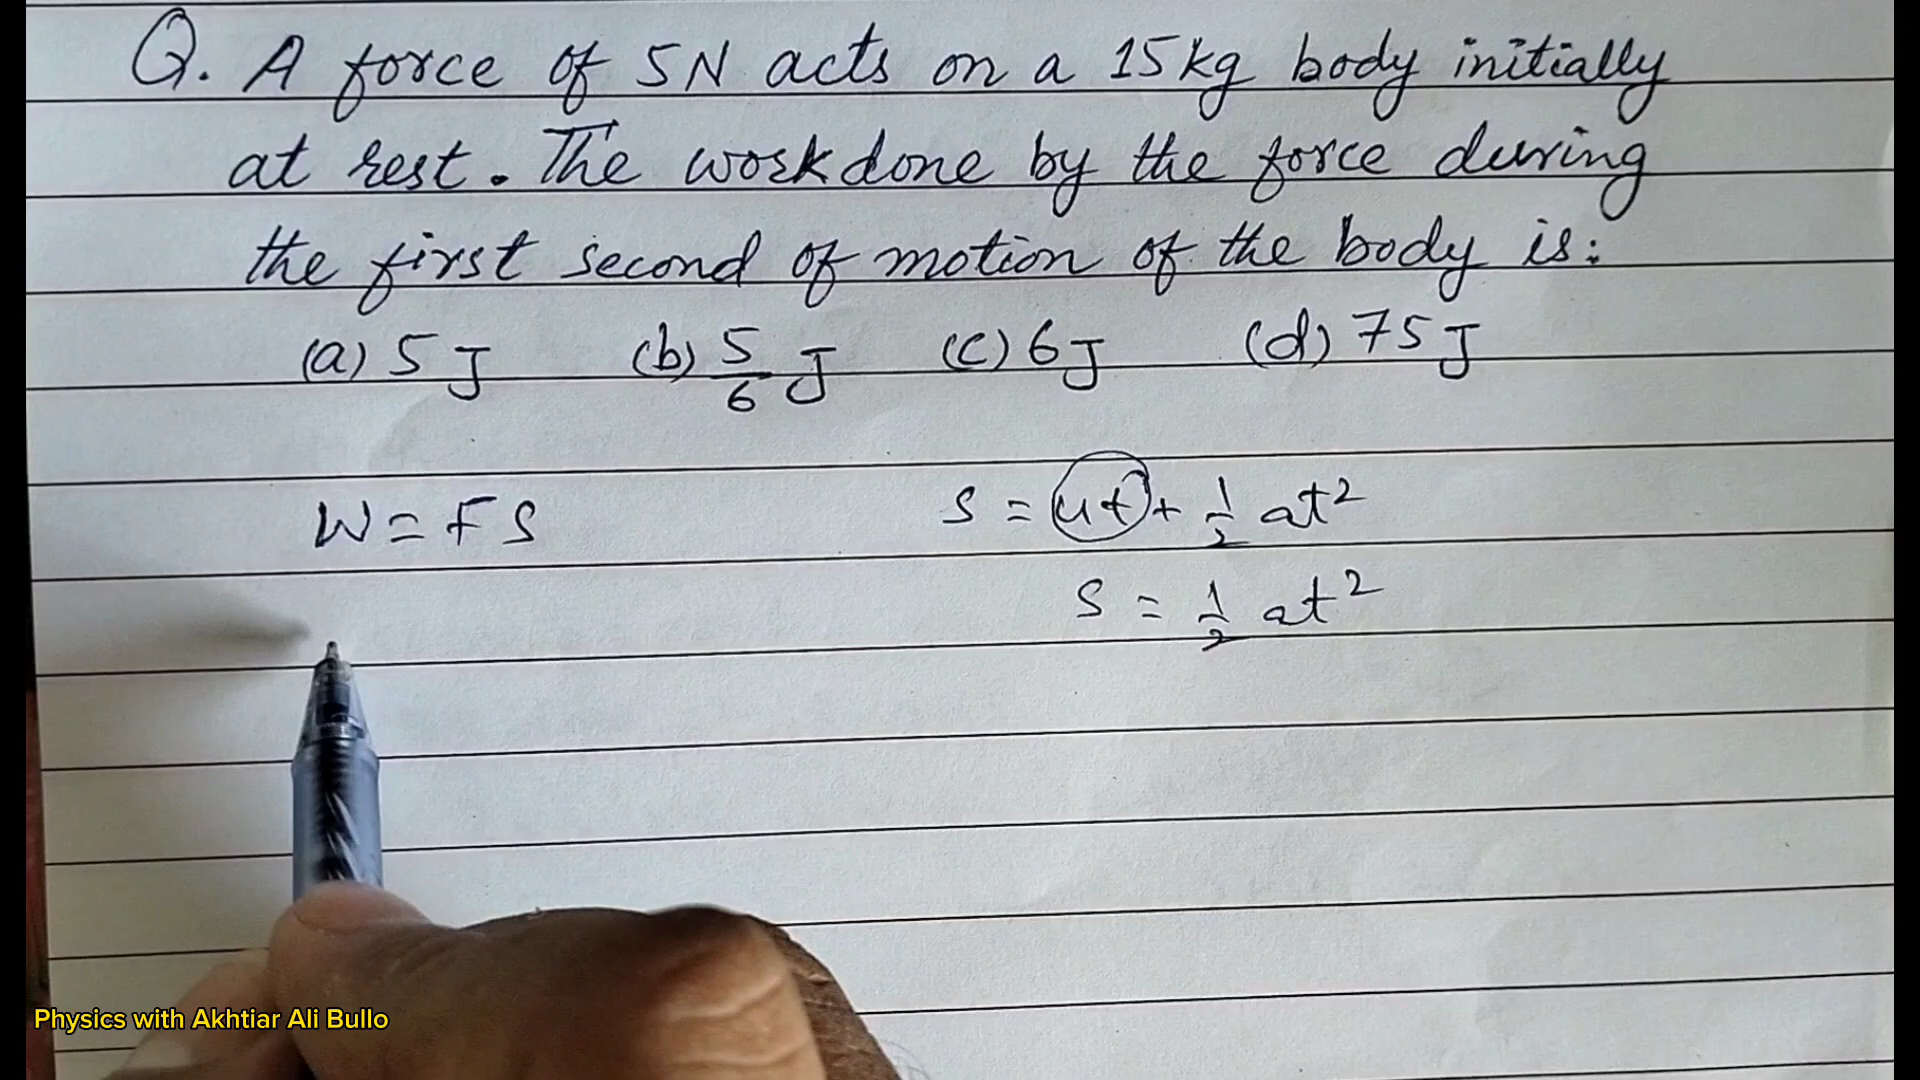 Q. A force of 5N acts on a 15kg body initially
at rest. The workdone by the force during
the first second of motion of the body is:
(a) 5 J (b) 5/6 J (c) 6 J (d) 75 J
W = FS S = ut + 1/2 at²
S = 1/2 at²
Physics with Akhtiar Ali Bullo